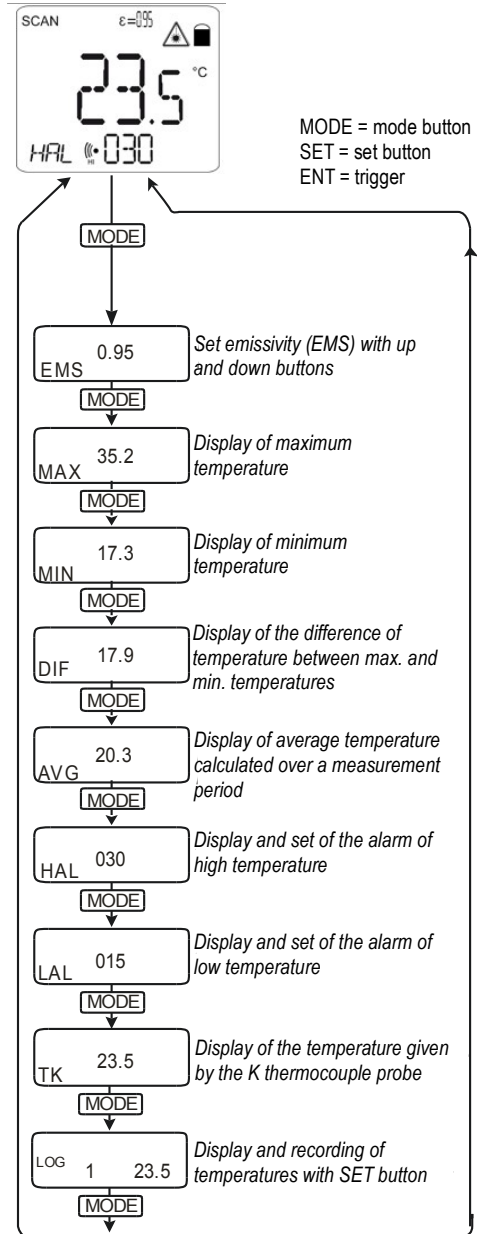 SCAN ε=0.95
23.5 °C
HAL HI 030
MODE = mode button
SET = set button
ENT = trigger
MODE
0.95
EMS
Set emissivity (EMS) with up
and down buttons
MODE
35.2
MAX
Display of maximum
temperature
MODE
17.3
MIN
Display of minimum
temperature
MODE
17.9
DIF
Display of the difference of
temperature between max. and
min. temperatures
MODE
20.3
AVG
Display of average temperature
calculated over a measurement
period
MODE
030
HAL
Display and set of the alarm of
high temperature
MODE
015
LAL
Display and set of the alarm of
low temperature
MODE
23.5
TK
Display of the temperature given
by the K thermocouple probe
MODE
LOG 1 23.5
Display and recording of
temperatures with SET button
MODE